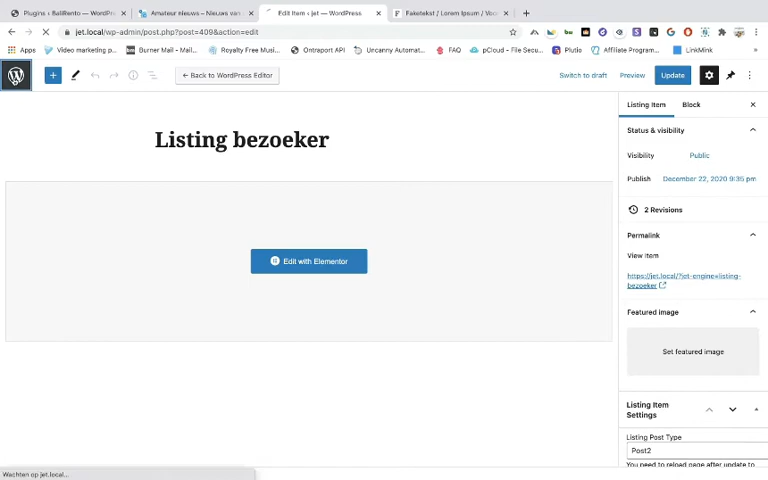 Plugins ‹ BaliRento — WordPre
Amateur nieuws – Nieuws van
Edit Item ‹ jet — WordPress
Faketekst / Lorem Ipsum / Voo
jet.local/wp-admin/post.php?post=409&action=edit
Apps
Video marketing p...
Burner Mail - Mail...
Royalty Free Musi...
Ontraport API
Uncanny Automat...
FAQ
pCloud - File Secu...
Plutio
Affiliate Program...
LinkMink
← Back to WordPress Editor
Switch to draft
Preview
Update
Listing Item
Block
Listing bezoeker
Status & visibility
Visibility
Public
Publish
December 22, 2020 9:35 pm
2 Revisions
Permalink
View Item
https://jet.local/?jet-engine=listing-
bezoeker
Edit with Elementor
Featured image
Set featured image
Listing Item
Settings
Listing Post Type
Post2
You need to reload page after update to
Wachten op jet.local...